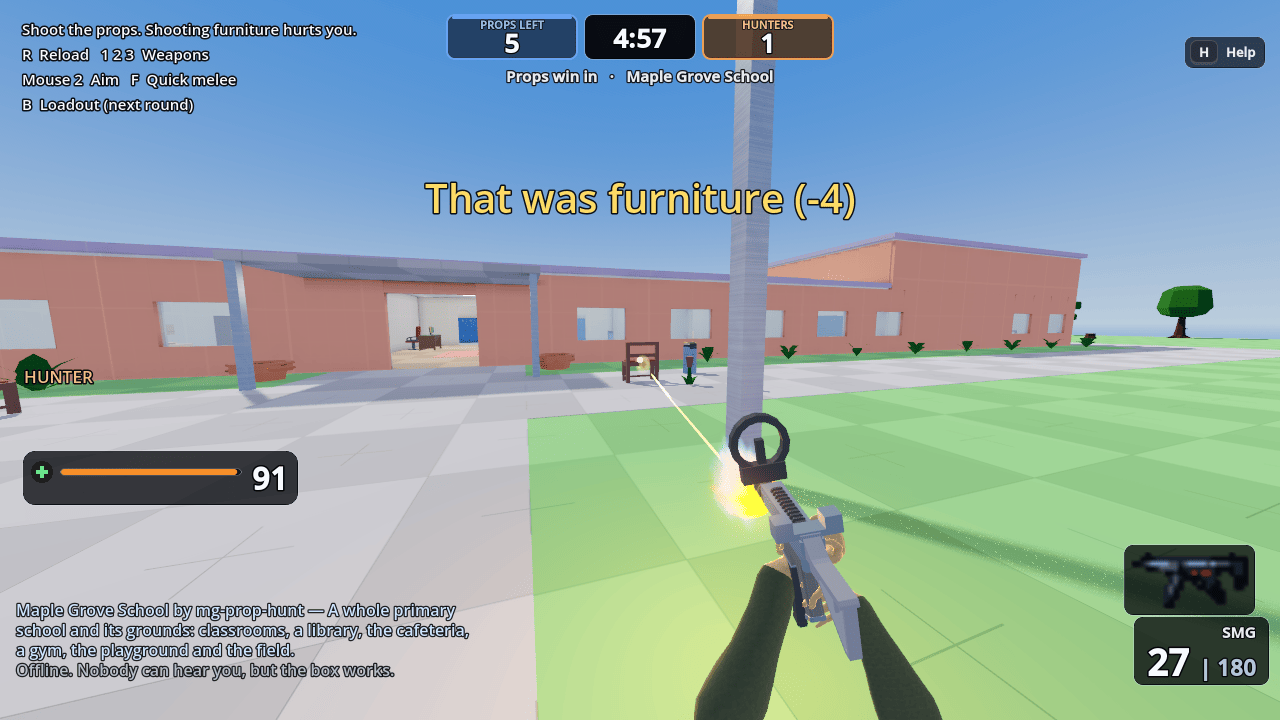 Shoot the props. Shooting furniture hurts you.
R Reload 1 2 3 Weapons
Mouse 2 Aim F Quick melee
B Loadout (next round)
PROPS LEFT
5
4:57
HUNTERS
1
Props win in · Maple Grove School
H Help
That was furniture (-4)
HUNTER
91
Maple Grove School by mg-prop-hunt — A whole primary
school and its grounds: classrooms, a library, the cafeteria,
a gym, the playground and the field.
Offline. Nobody can hear you, but the box works.
SMG
27 | 180